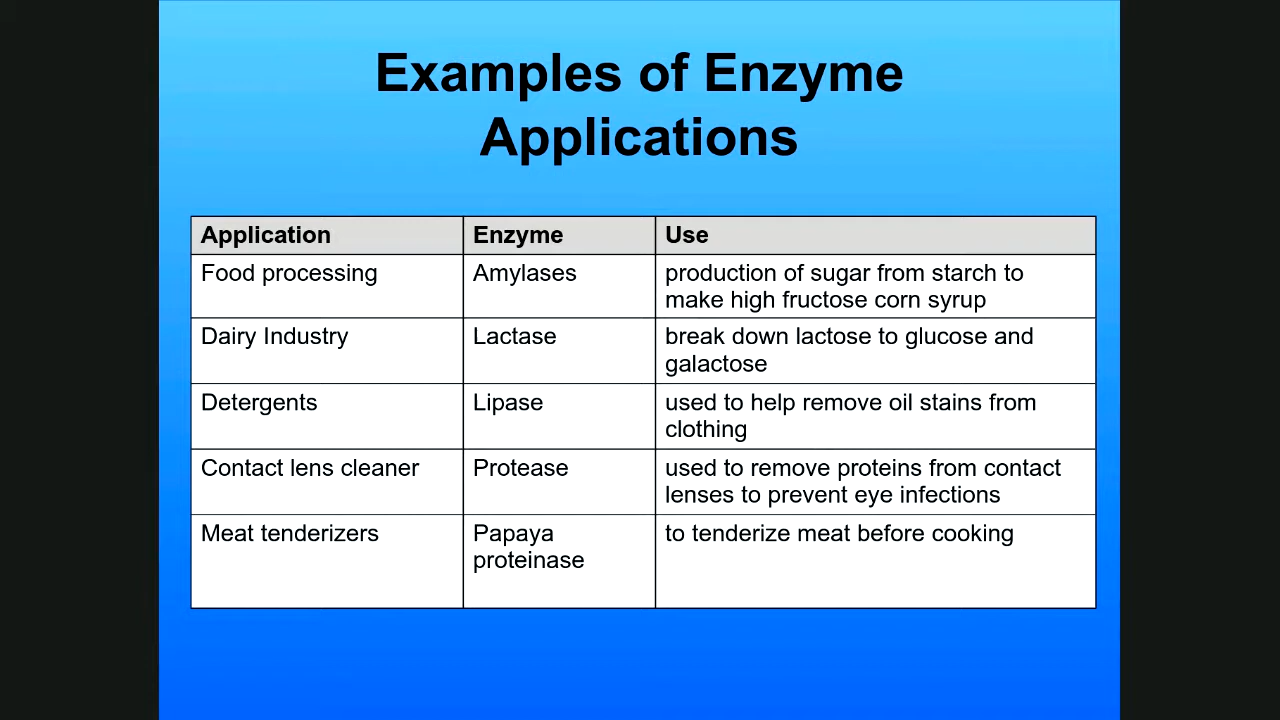 Examples of Enzyme
Applications
Application Enzyme Use
Food processing Amylases production of sugar from starch to
make high fructose corn syrup
Dairy Industry Lactase break down lactose to glucose and
galactose
Detergents Lipase used to help remove oil stains from
clothing
Contact lens cleaner Protease used to remove proteins from contact
lenses to prevent eye infections
Meat tenderizers Papaya to tenderize meat before cooking
proteinase